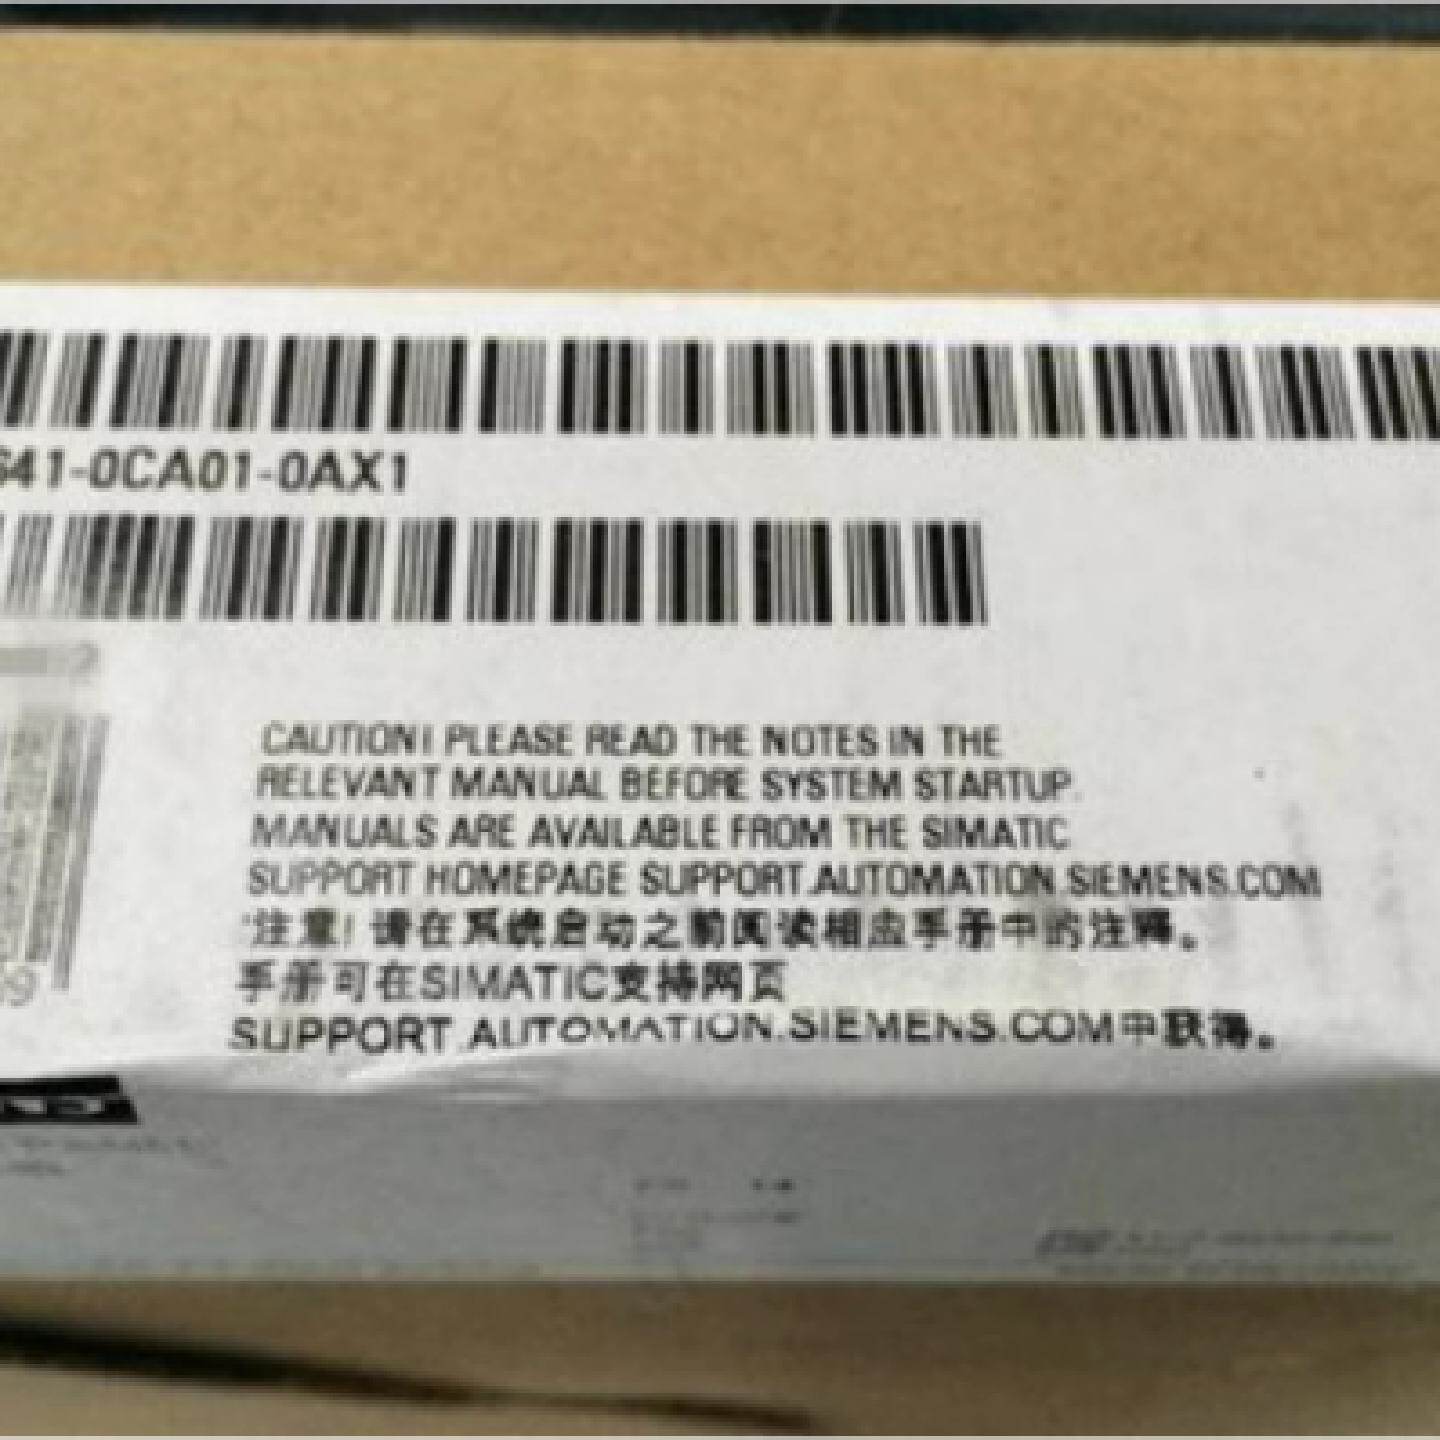 641-0CA01-0AX1
CAUTION! PLEASE READ THE NOTES IN THE
RELEVANT MANUAL BEFORE SYSTEM STARTUP.
MANUALS ARE AVAILABLE FROM THE SIMATIC
SUPPORT HOMEPAGE SUPPORT.AUTOMATION.SIEMENS.COM
注意! 请在系统启动之前阅读相应手册中的注释。
手册可在SIMATIC支持网页
SUPPORT.AUTOMATION.SIEMENS.COM中获得。